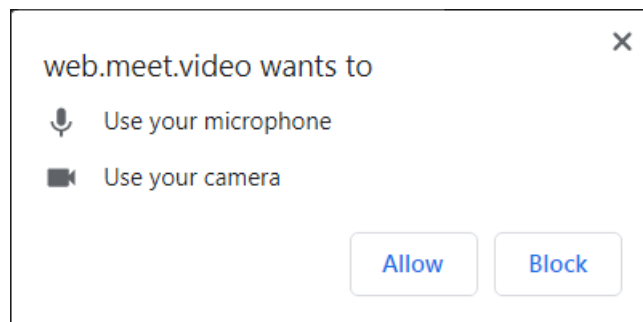 web.meet.video wants to
Use your microphone
Use your camera
Allow Block